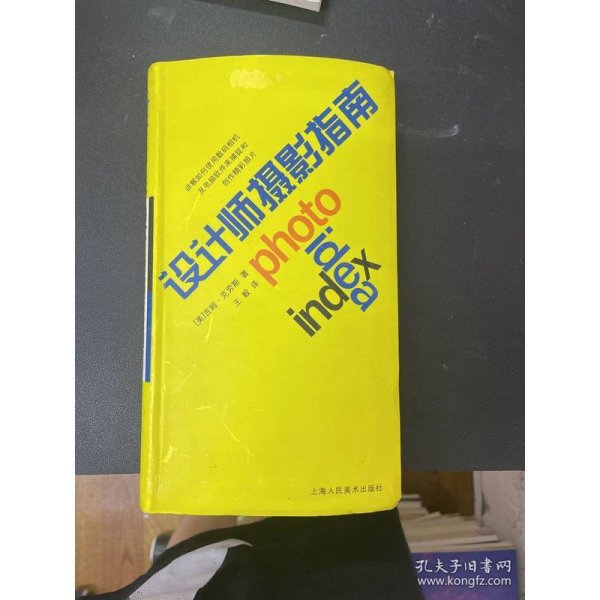 讲解如何使用数码相机
及电脑软件来捕捉和
创作精彩照片
设计师摄影指南
photo
idea
index
[美]吉姆·克劳斯 著
王毅 译
上海人民美术出版社
孔夫子旧书网
www.kongfz.com